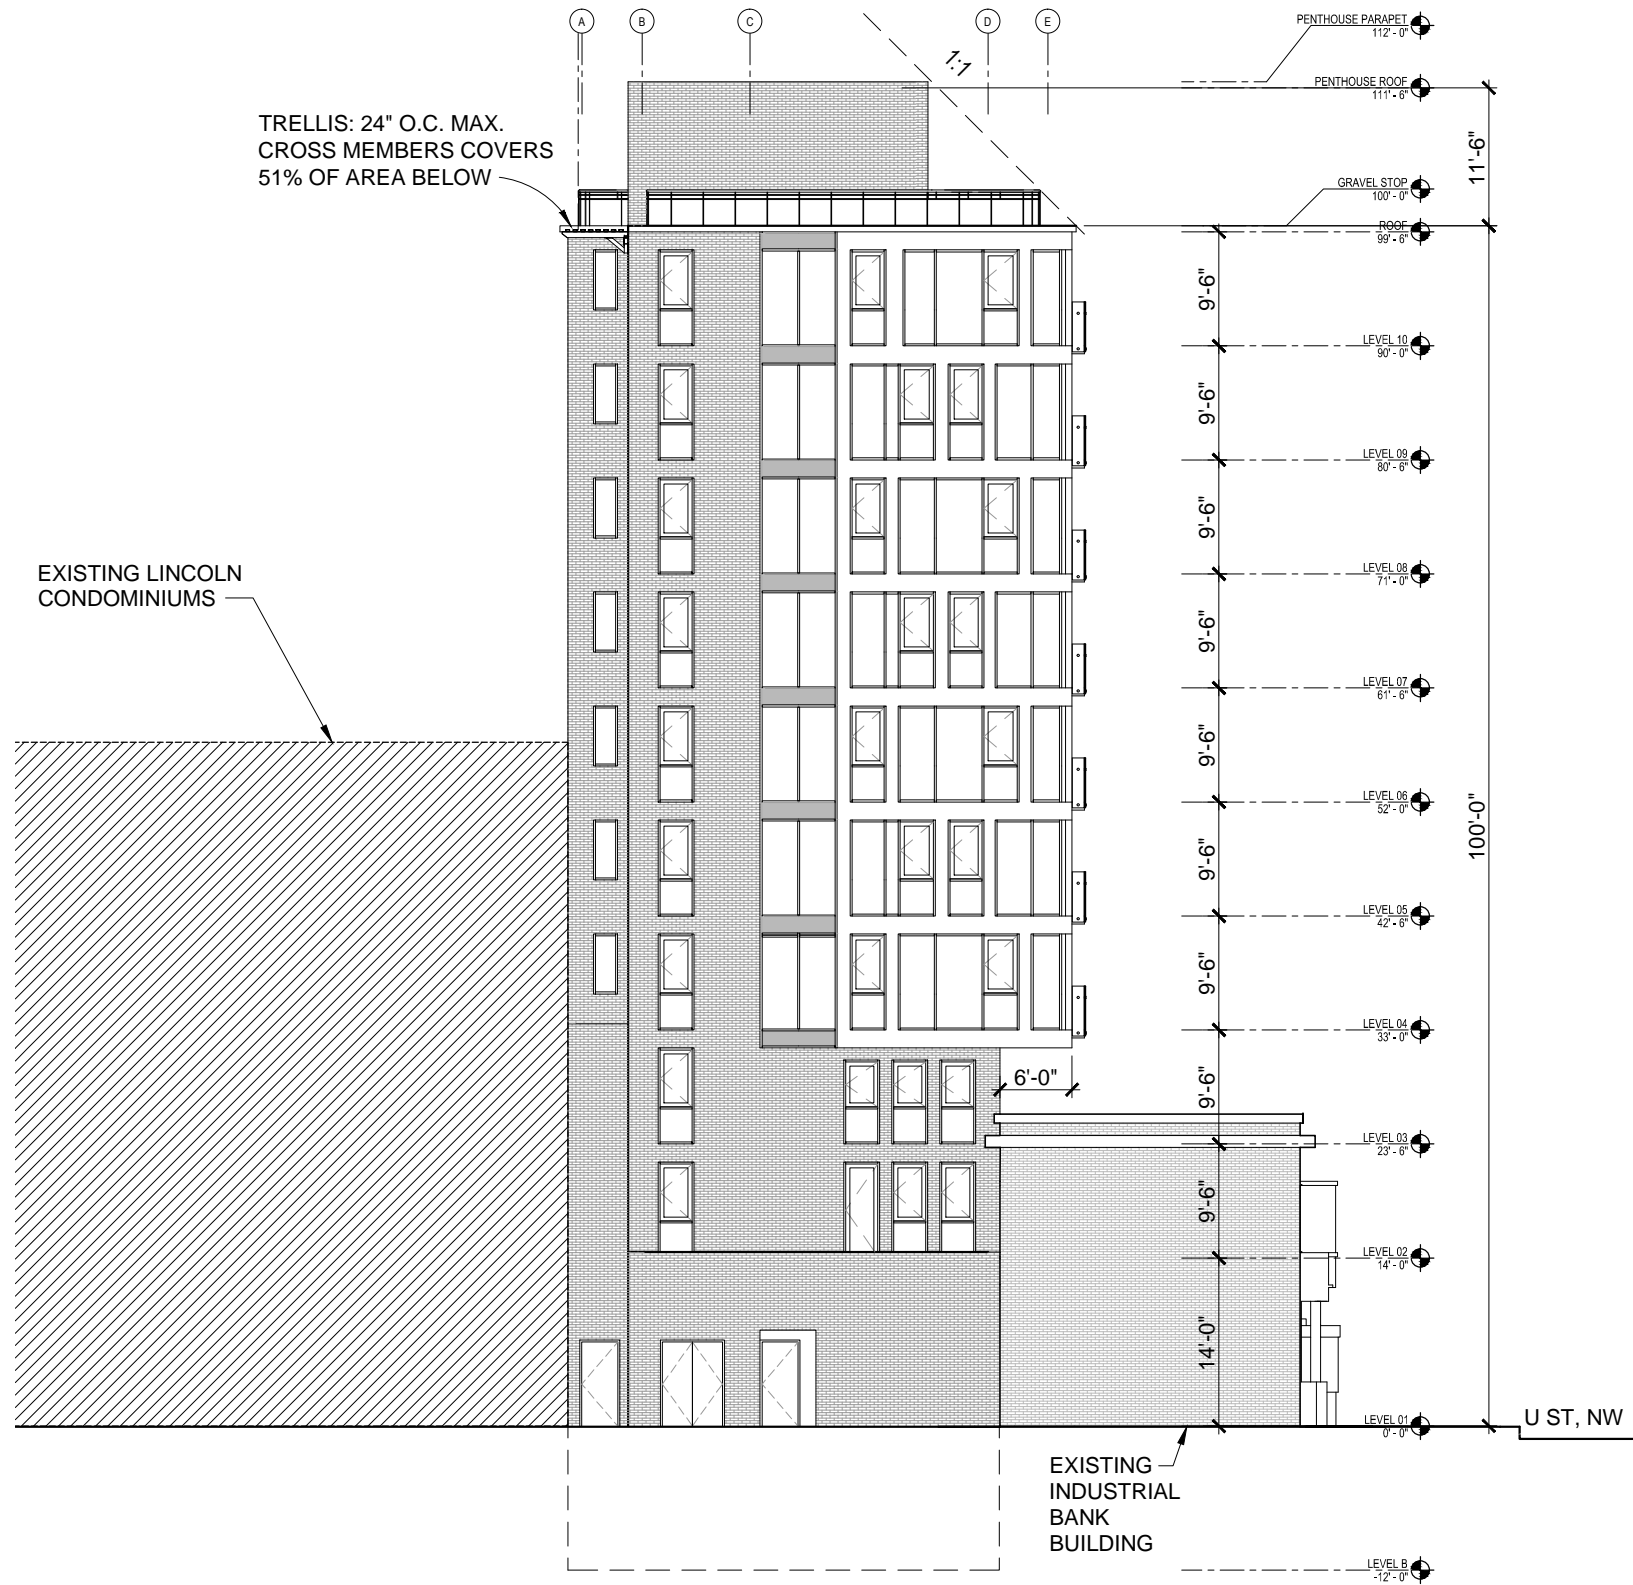 A
B
C
D
E
1:1
PENTHOUSE PARAPET
112' - 0"
PENTHOUSE ROOF
111' - 6"
TRELLIS: 24" O.C. MAX.
CROSS MEMBERS COVERS
51% OF AREA BELOW
11'-6"
GRAVEL STOP
100' - 0"
ROOF
99' - 6"
9'-6"
LEVEL 10
90' - 0"
9'-6"
LEVEL 09
80' - 6"
9'-6"
EXISTING LINCOLN
CONDOMINIUMS
LEVEL 08
71' - 0"
9'-6"
LEVEL 07
61' - 6"
9'-6"
LEVEL 06
52' - 0"
100'-0"
9'-6"
LEVEL 05
42' - 6"
9'-6"
LEVEL 04
33' - 0"
6'-0"
9'-6"
LEVEL 03
23' - 6"
9'-6"
LEVEL 02
14' - 0"
14'-0"
LEVEL 01
0' - 0"
U ST, NW
EXISTING
INDUSTRIAL
BANK
BUILDING
LEVEL B
-12' - 0"